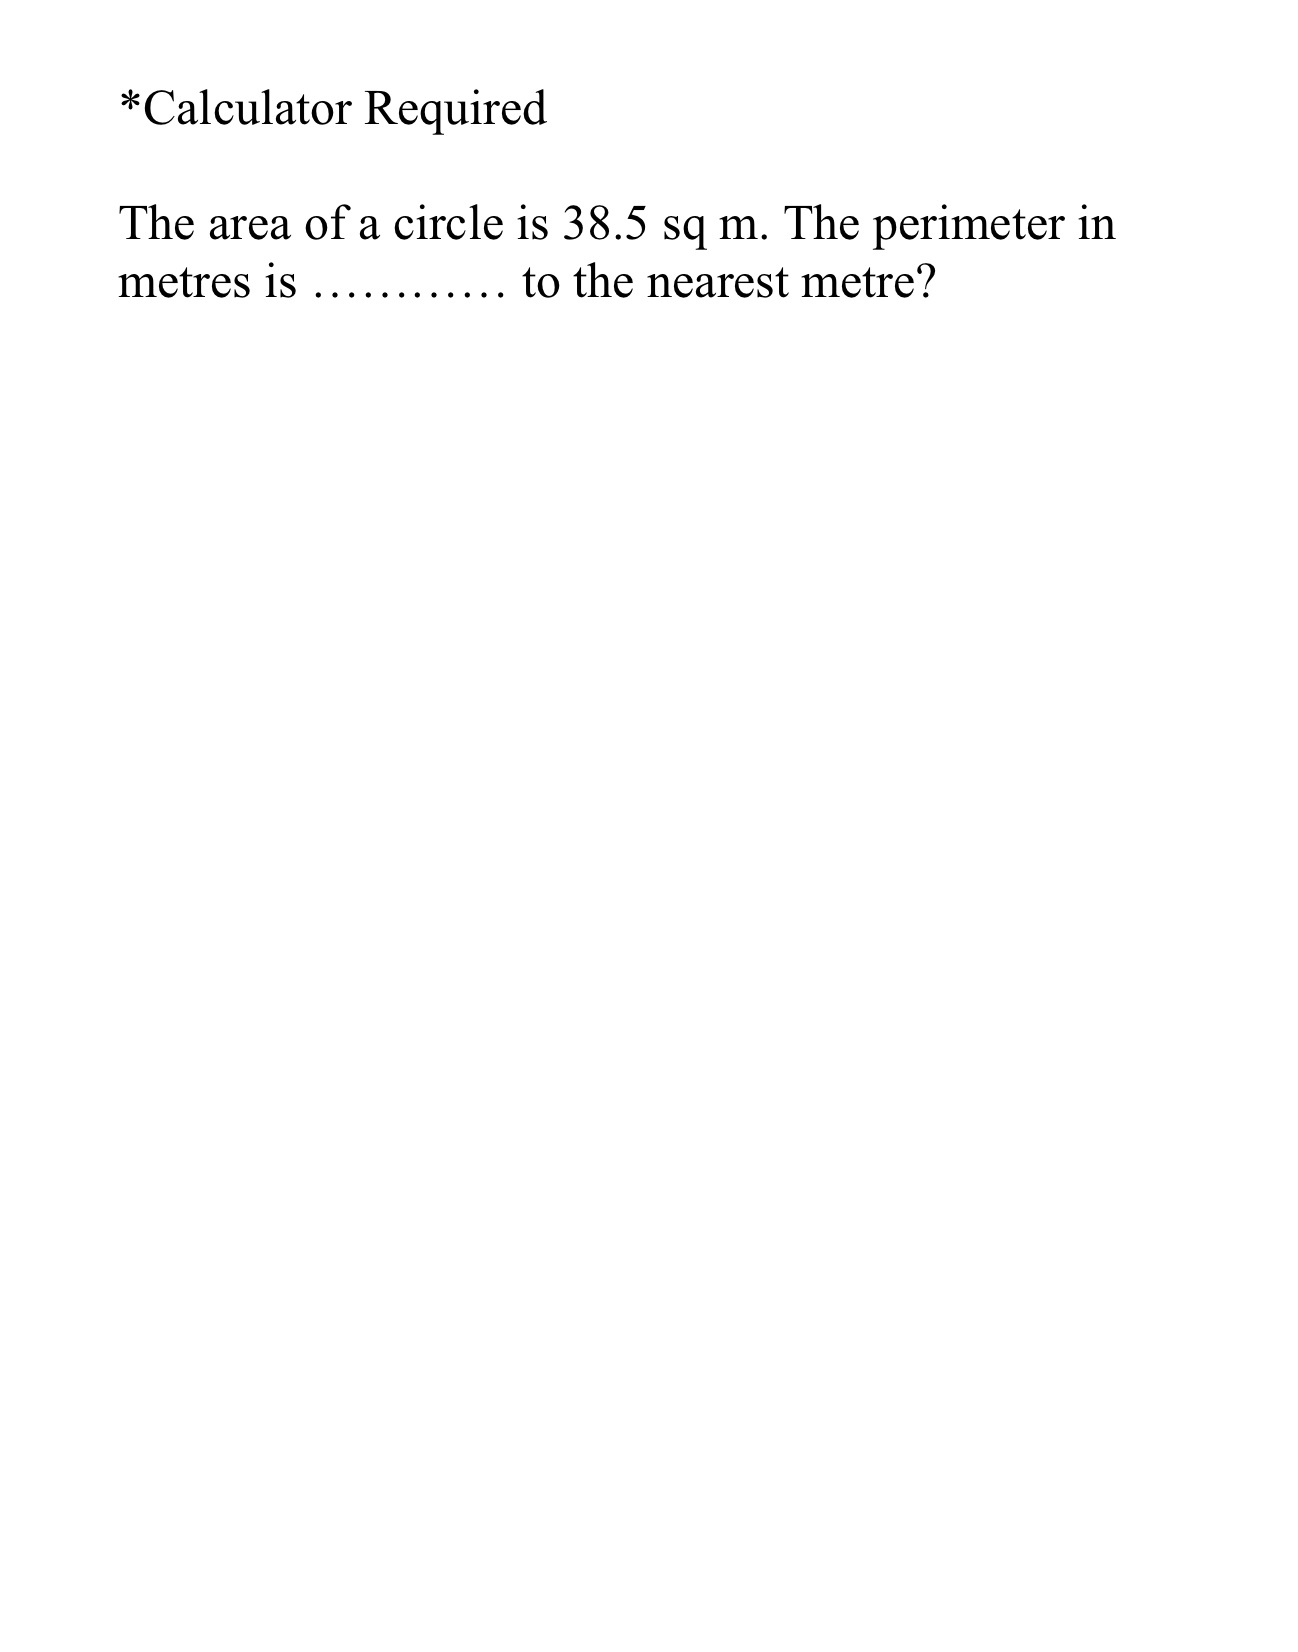 *Calculator Required
The area of a circle is 38.5 sq m. The perimeter in
metres is ………… to the nearest metre?